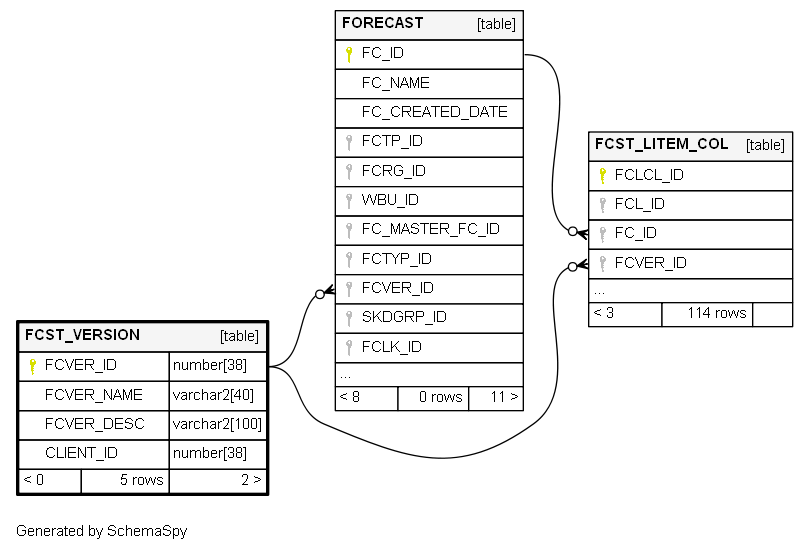 FORECAST [table]
FC_ID
FC_NAME
FC_CREATED_DATE
FCTP_ID
FCRG_ID
WBU_ID
FC_MASTER_FC_ID
FCTYP_ID
FCVER_ID
SKDGRP_ID
FCLK_ID
...
< 8 0 rows 11 >
FCST_LITEM_COL [table]
FCLCL_ID
FCL_ID
FC_ID
FCVER_ID
...
< 3 114 rows
FCST_VERSION [table]
FCVER_ID number[38]
FCVER_NAME varchar2[40]
FCVER_DESC varchar2[100]
CLIENT_ID number[38]
< 0 5 rows 2 >
Generated by SchemaSpy